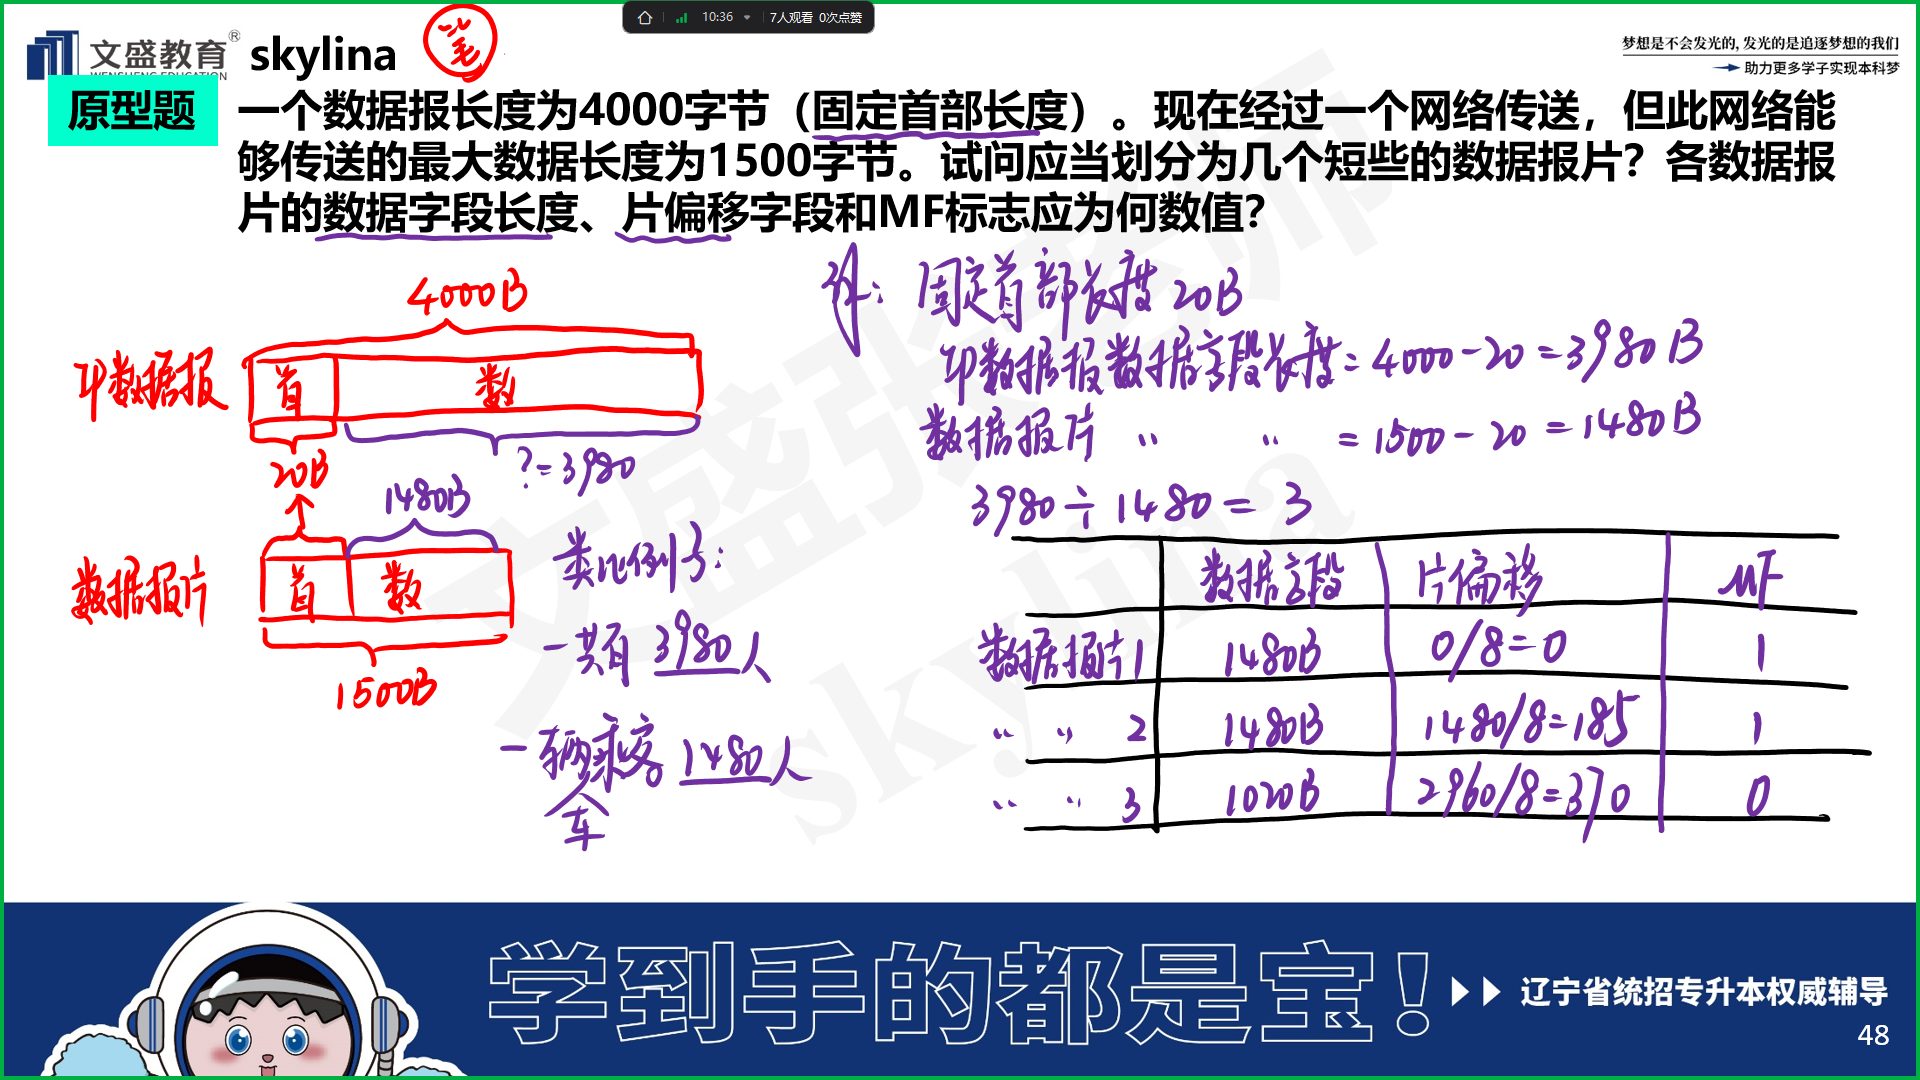 10:36 7人观看 0次点赞
文盛教育® skylina 笔
WENSHENG EDUCATION
梦想是不会发光的, 发光的是追逐梦想的我们
助力更多学子实现本科梦
原型题
一个数据报长度为4000字节（固定首部长度）。现在经过一个网络传送，但此网络能
够传送的最大数据长度为1500字节。试问应当划分为几个短些的数据报片？各数据报
片的数据字段长度、片偏移字段和MF标志应为何数值？
4000B
IP数据报 首 数
20B ?=3980
1480B
数据报片 首 数
1500B
类比例子:
一共有 3980人
一辆乘客 1480人
车
详: 固定首部长度 20B
IP数据报数据字段长度=4000-20=3980B
数据报片 〃 〃 =1500-20=1480B
3980÷1480=3
数据字段 片偏移 MF
数据报片1 1480B 0/8=0 1
〃 〃 2 1480B 1480/8=185 1
〃 〃 3 1020B 2960/8=370 0
文盛张老师
skylina
学到手的都是宝！
辽宁省统招专升本权威辅导
48